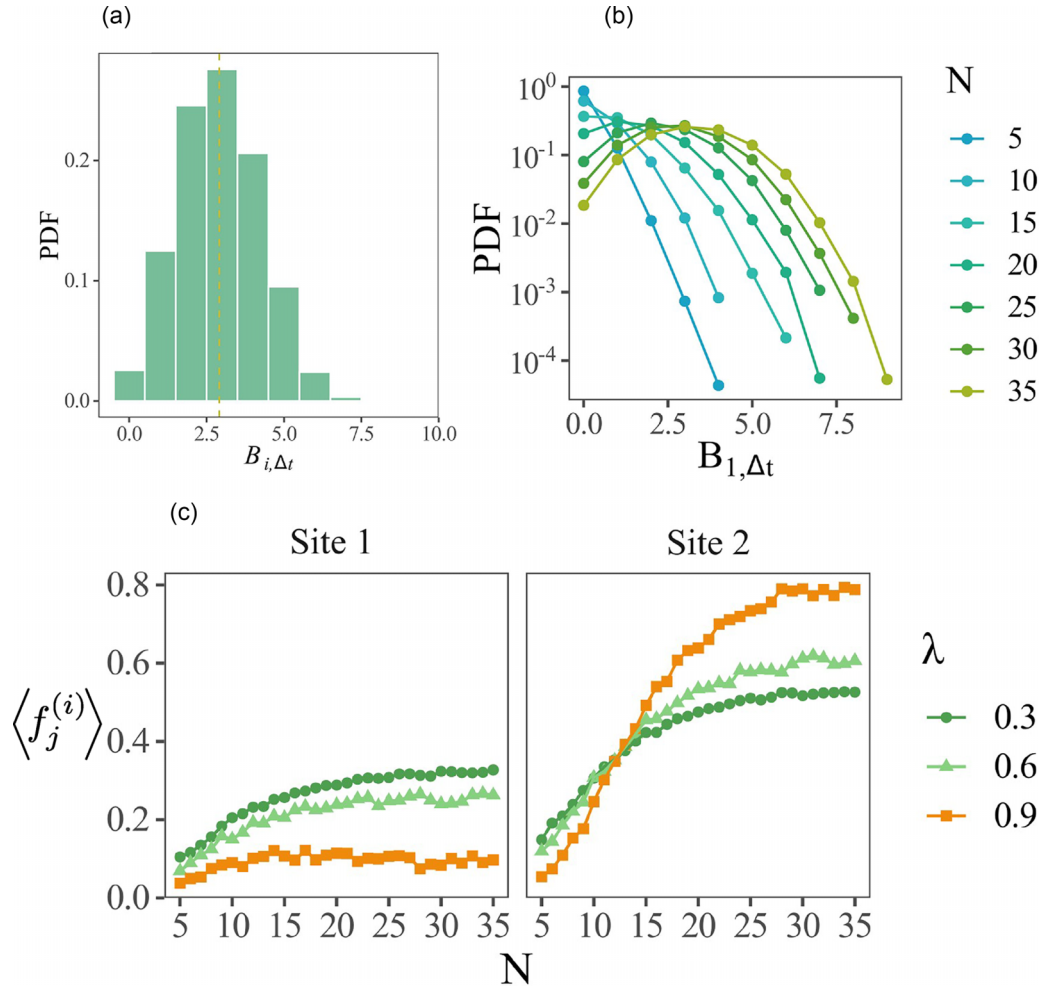 (a)
(b)
PDF
0.2
0.1
0.0
0.0 2.5 5.0 7.5 10.0
B_{i,Δt}
PDF
10^0
10^{-1}
10^{-2}
10^{-3}
10^{-4}
0.0 2.5 5.0 7.5
B_{1,Δt}
N
5
10
15
20
25
30
35
(c)
Site 1 Site 2
⟨f_j^{(i)}⟩
0.8
0.6
0.4
0.2
0.0
5 10 15 20 25 30 35 5 10 15 20 25 30 35
N
λ
0.3
0.6
0.9